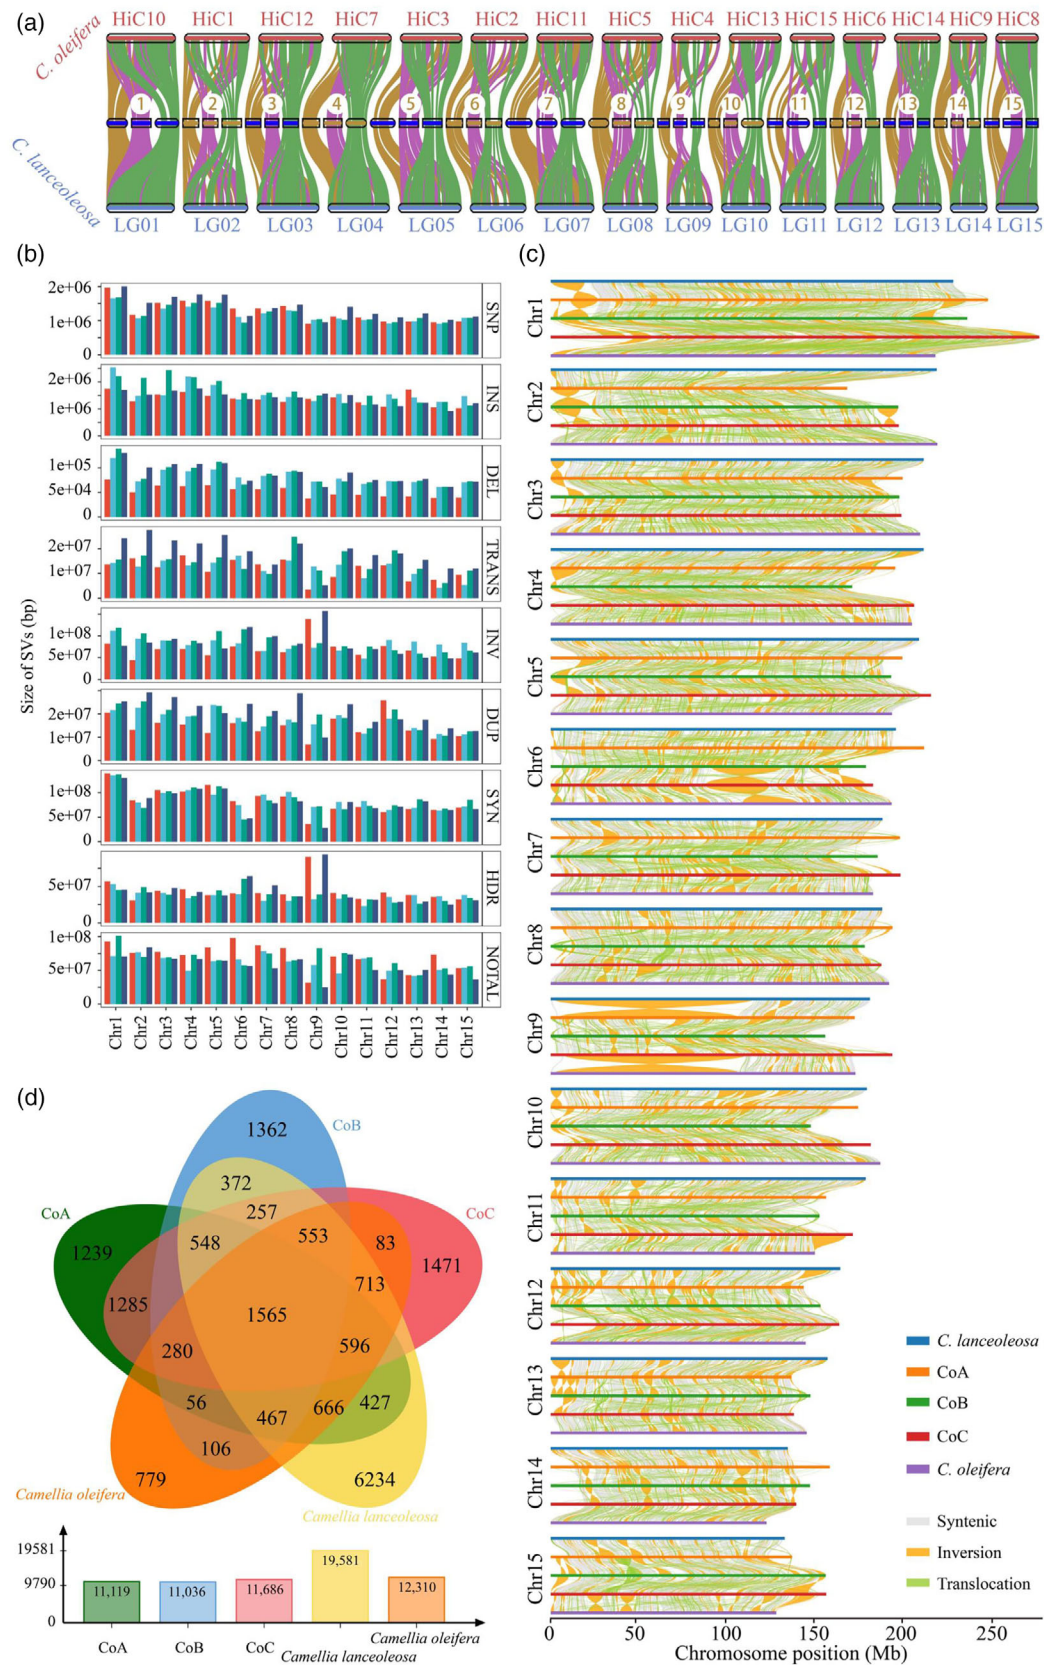 (a)
HiC10 HiC1 HiC12 HiC7 HiC3 HiC2 HiC11 HiC5 HiC4 HiC13 HiC15 HiC6 HiC14 HiC9 HiC8
C. oleifera
1 2 3 4 5 6 7 8 9 10 11 12 13 14 15
C. lanceoleosa
LG01 LG02 LG03 LG04 LG05 LG06 LG07 LG08 LG09 LG10 LG11 LG12 LG13 LG14 LG15
(b)
Size of SVs (bp)
2e+06
1e+06
0
SNP
2e+06
1e+06
0
INS
1e+05
5e+04
0
DEL
2e+07
1e+07
0
TRANS
1e+08
5e+07
0
INV
2e+07
1e+07
0
DUP
1e+08
5e+07
0
SYN
5e+07
0
HDR
1e+08
5e+07
0
NOTAL
Chr1 Chr2 Chr3 Chr4 Chr5 Chr6 Chr7 Chr8 Chr9 Chr10 Chr11 Chr12 Chr13 Chr14 Chr15
(c)
Chr1
Chr2
Chr3
Chr4
Chr5
Chr6
Chr7
Chr8
Chr9
Chr10
Chr11
Chr12
Chr13
Chr14
Chr15
C. lanceoleosa
CoA
CoB
CoC
C. oleifera
Syntenic
Inversion
Translocation
0 50 100 150 200 250
Chromosome position (Mb)
(d)
1362
CoB
372
CoA
257
CoC
1239
548
553
83
1471
713
1285
1565
280
596
56
467
666
427
106
779
6234
Camellia oleifera
Camellia lanceoleosa
19581
9790
0
11,119
11,036
11,686
19,581
12,310
CoA
CoB
CoC
Camellia lanceoleosa
Camellia oleifera